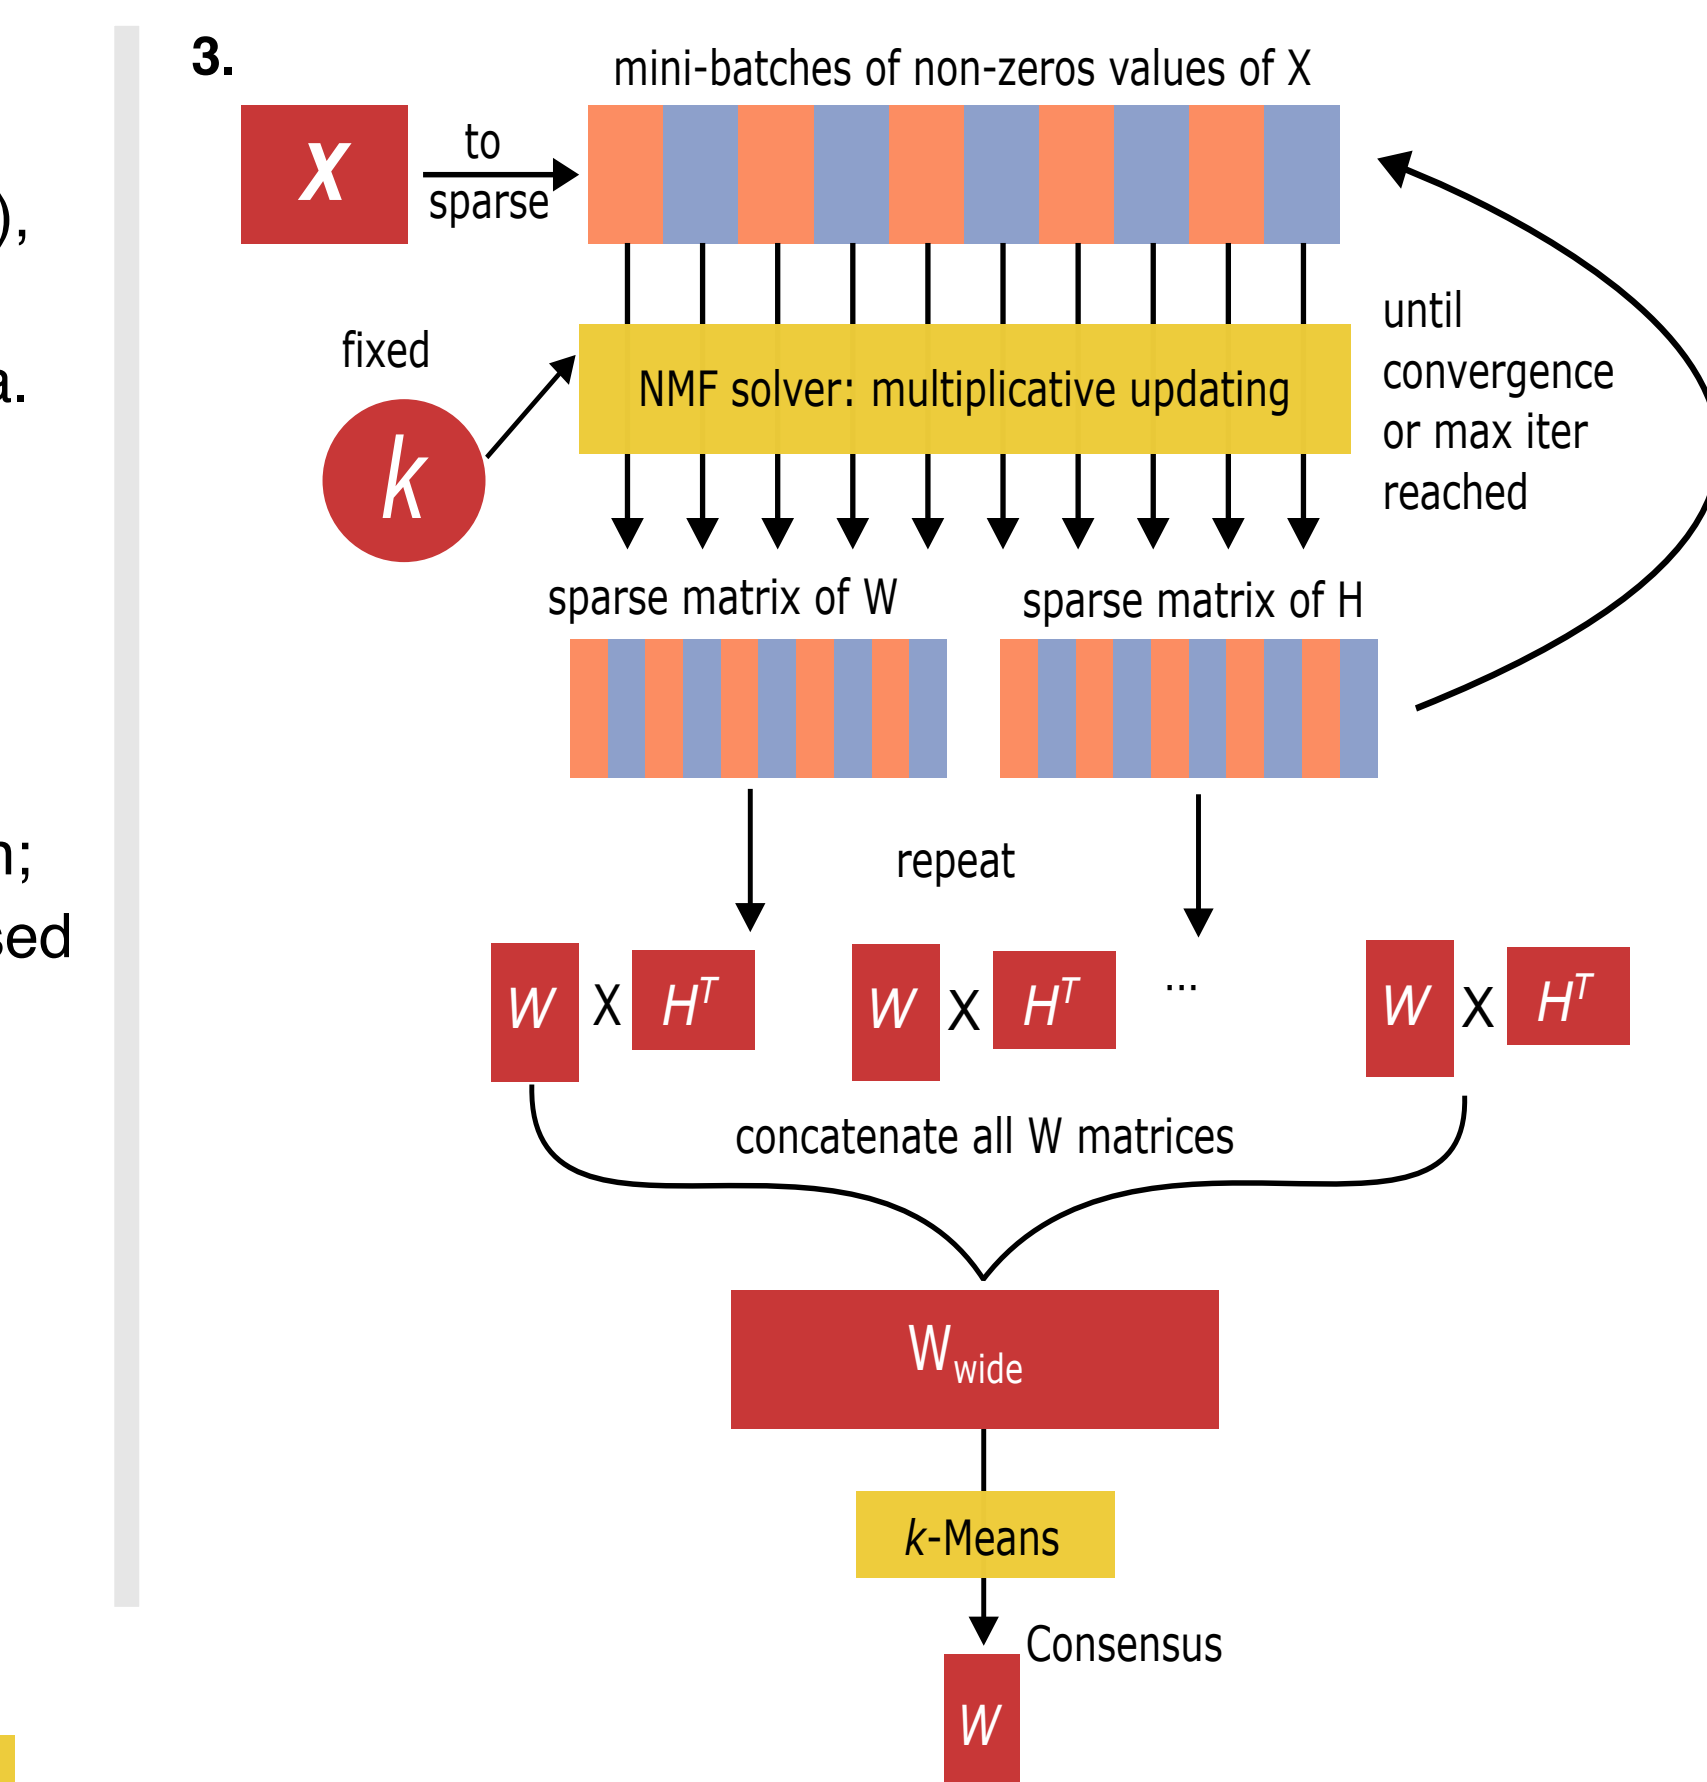 ),
a.
n;
sed
3.
mini-batches of non-zeros values of X
X
to
sparse
fixed
k
NMF solver: multiplicative updating
until
convergence
or max iter
reached
sparse matrix of W
sparse matrix of H
repeat
W X H^T
W X H^T
...
W X H^T
concatenate all W matrices
W_wide
k-Means
Consensus
W